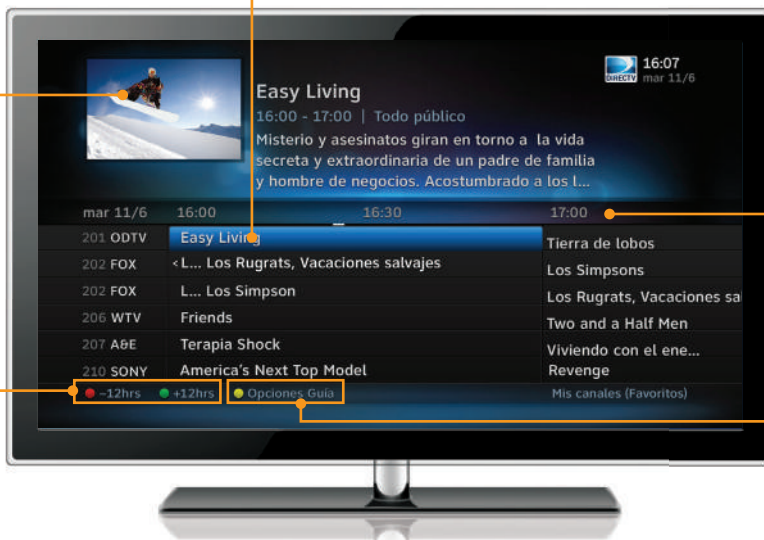 DIRECTV
16:07
mar 11/6
Easy Living
16:00 - 17:00 | Todo público
Misterio y asesinatos giran en torno a la vida
secreta y extraordinaria de un padre de familia
y hombre de negocios. Acostumbrado a los l...
mar 11/6 16:00 16:30 17:00
201 ODTV Easy Living Tierra de lobos
202 FOX <L... Los Rugrats, Vacaciones salvajes Los Simpsons
202 FOX L... Los Simpson Los Rugrats, Vacaciones sal
206 WTV Friends Two and a Half Men
207 A&E Terapia Shock Viviendo con el ene...
210 SONY America's Next Top Model Revenge
-12hrs +12hrs Opciones Guía Mis canales (Favoritos)